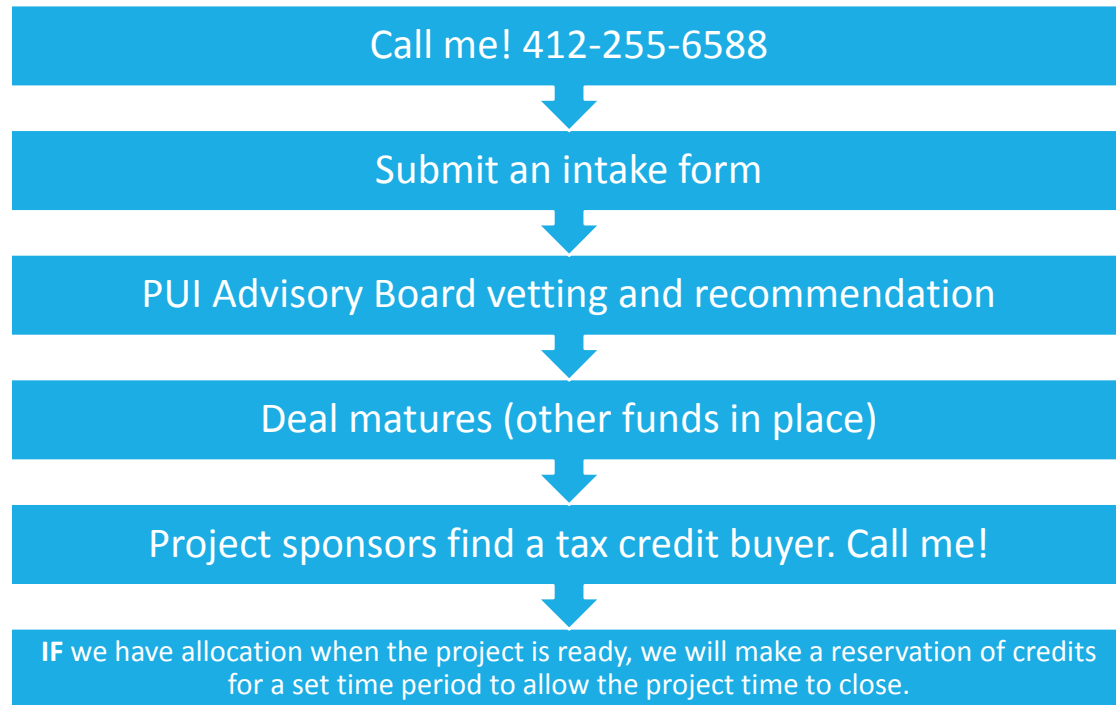 Call me! 412-255-6588
Submit an intake form
PUI Advisory Board vetting and recommendation
Deal matures (other funds in place)
Project sponsors find a tax credit buyer. Call me!
IF we have allocation when the project is ready, we will make a reservation of credits
for a set time period to allow the project time to close.